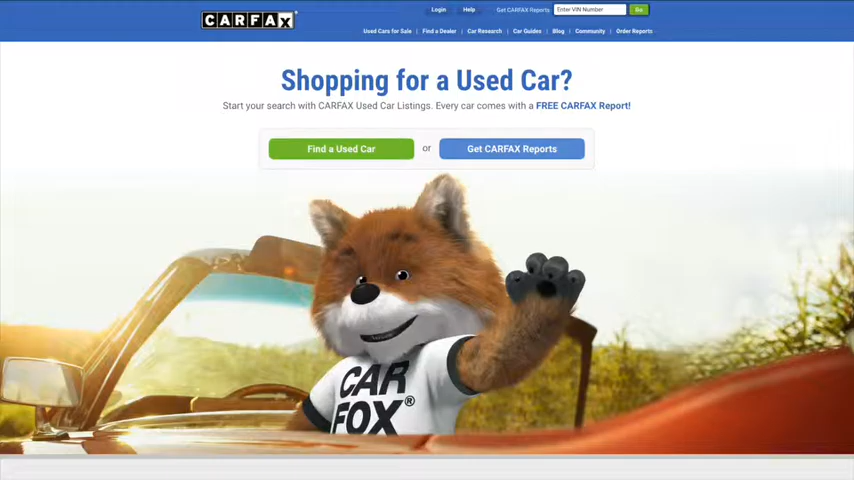 CARFAX®
Login Help Get CARFAX Reports Enter VIN Number Go
Used Cars for Sale | Find a Dealer | Car Research | Car Guides | Blog | Community | Order Reports
Shopping for a Used Car?
Start your search with CARFAX Used Car Listings. Every car comes with a FREE CARFAX Report!
Find a Used Car or Get CARFAX Reports
CAR
FOX®